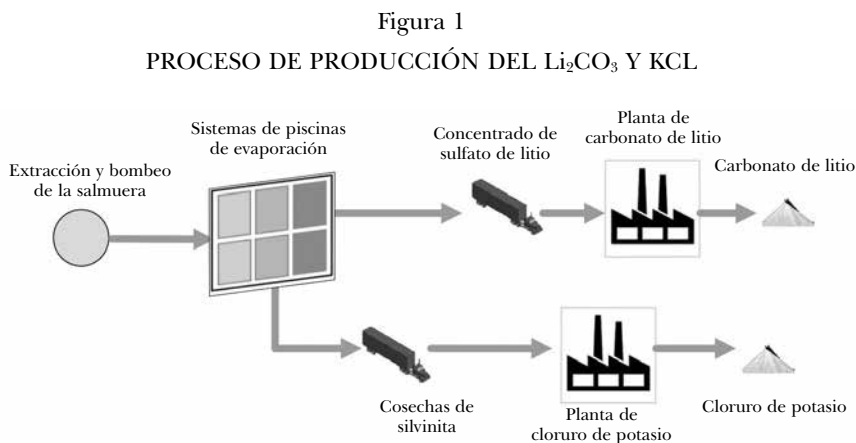 Figura 1
PROCESO DE PRODUCCIÓN DEL Li₂CO₃ Y KCL
Extracción y bombeo
de la salmuera
Sistemas de piscinas
de evaporación
Concentrado de
sulfato de litio
Planta de
carbonato de litio
Carbonato de litio
Cosechas de
silvinita
Planta de
cloruro de potasio
Cloruro de potasio